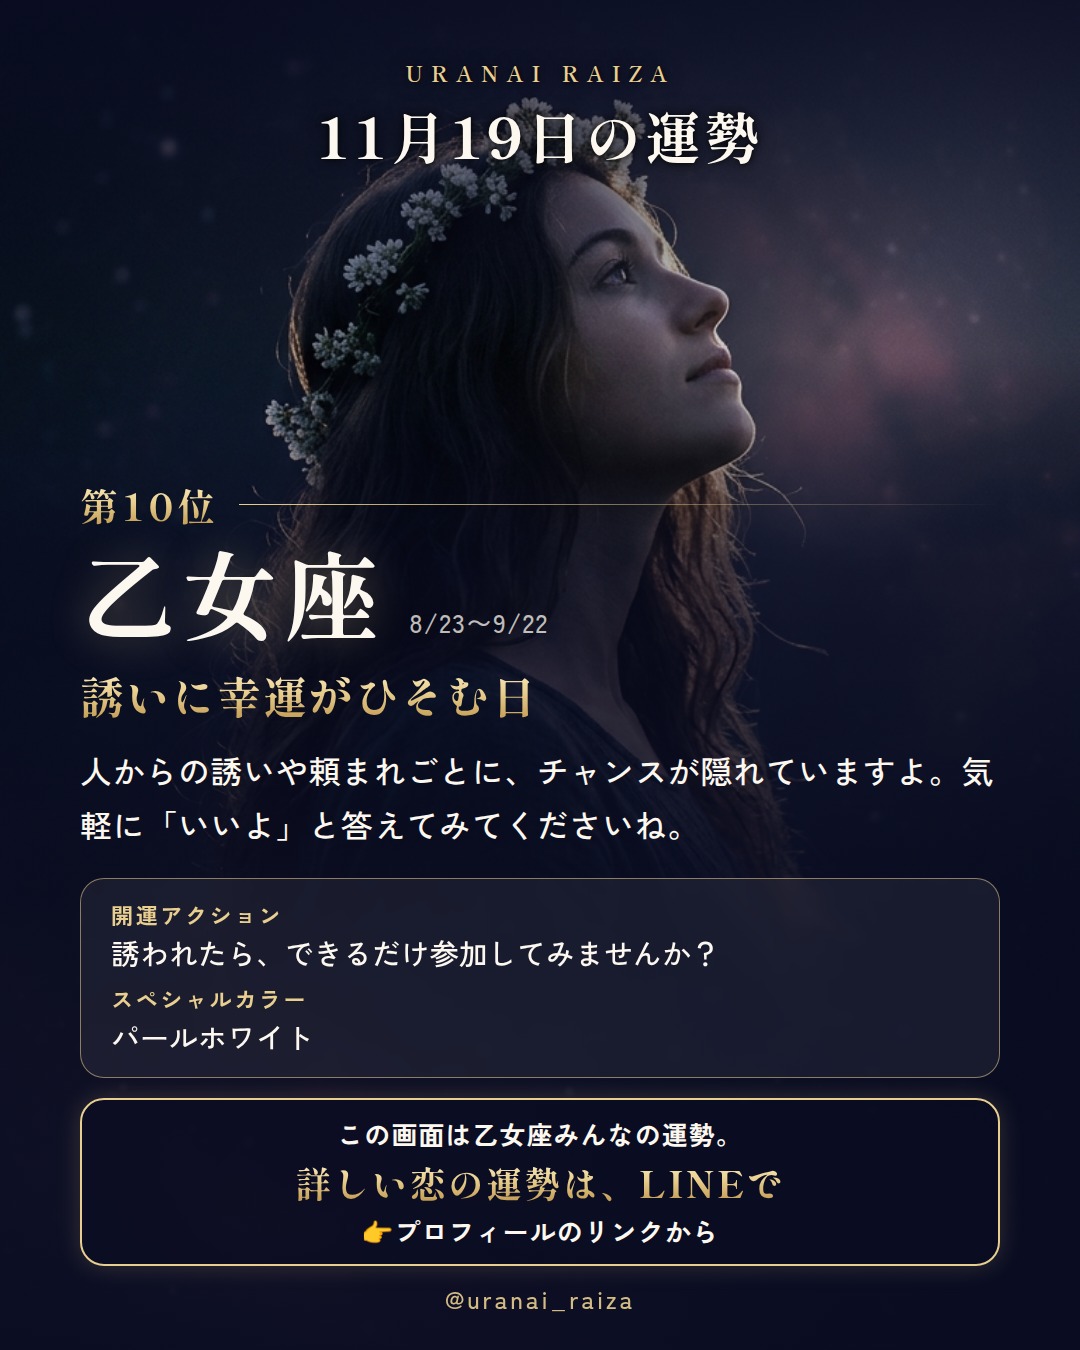 URANAI RAIZA
11月19日の運勢
第10位
乙女座 8/23〜9/22
誘いに幸運がひそむ日
人からの誘いや頼まれごとに、チャンスが隠れていますよ。気
軽に「いいよ」と答えてみてくださいね。
開運アクション
誘われたら、できるだけ参加してみませんか？
スペシャルカラー
パールホワイト
この画面は乙女座みんなの運勢。
詳しい恋の運勢は、LINEで
👉プロフィールのリンクから
@uranai_raiza